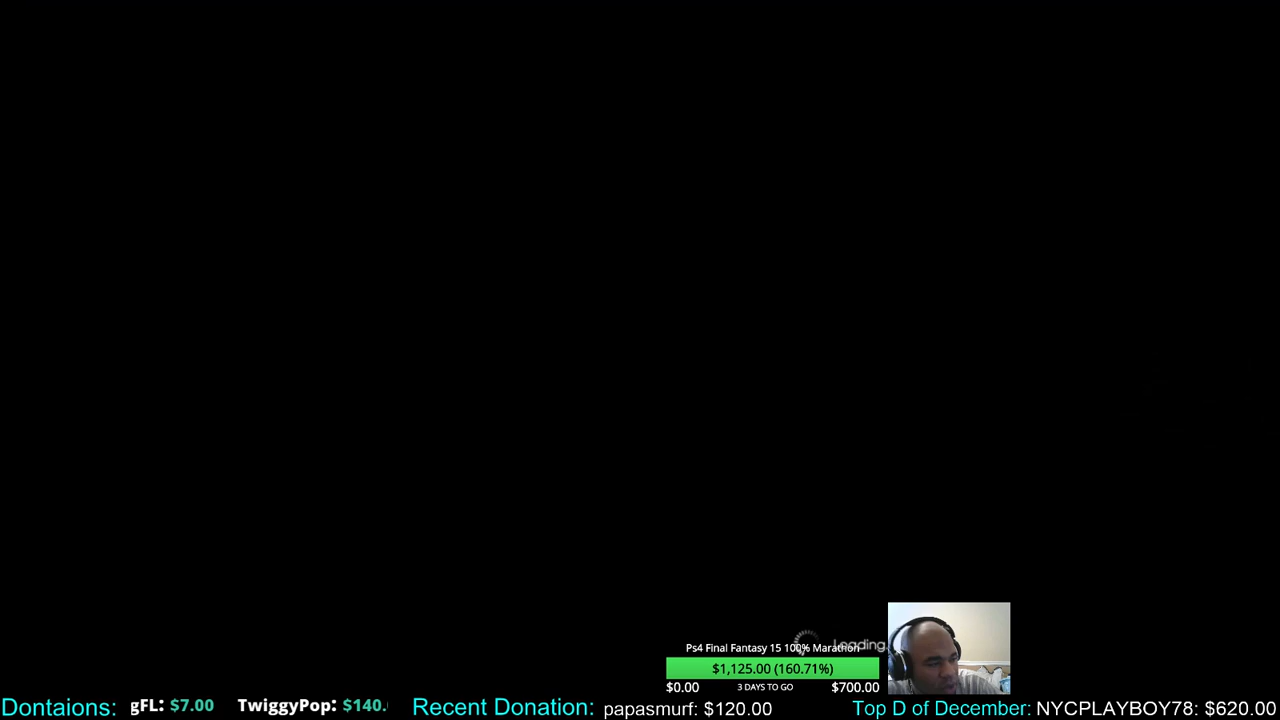 Loading
Ps4 Final Fantasy 15 100% Marathon
$1,125.00 (160.71%)
$0.00 3 DAYS TO GO $700.00
Dontaions: gFL: $7.00 TwiggyPop: $140. Recent Donation: papasmurf: $120.00 Top D of December: NYCPLAYBOY78: $620.00